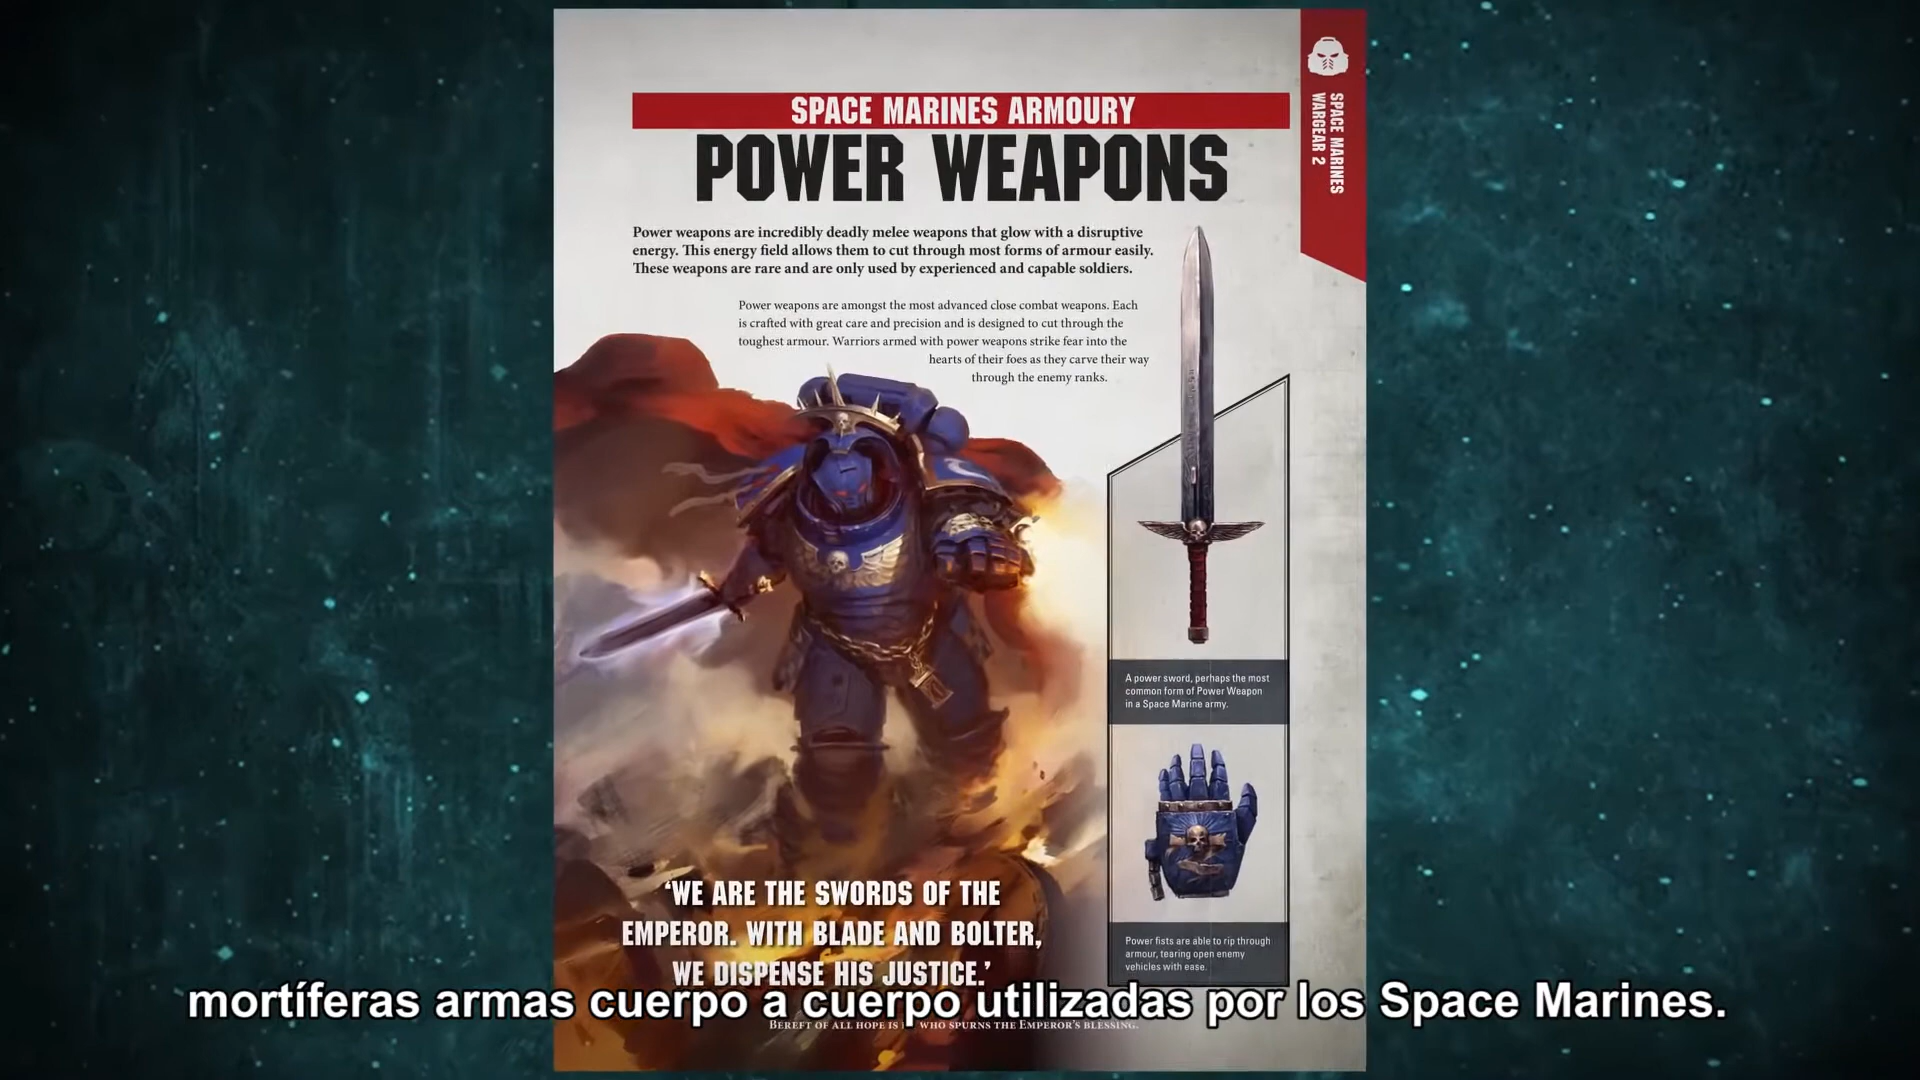 SPACE MARINES ARMOURY
POWER WEAPONS
SPACE MARINES
WARGEAR 2
Power weapons are incredibly deadly melee weapons that glow with a disruptive
energy. This energy field allows them to cut through most forms of armour easily.
These weapons are rare and are only used by experienced and capable soldiers.
Power weapons are amongst the most advanced close combat weapons. Each
is crafted with great care and precision and is designed to cut through the
toughest armour. Warriors armed with power weapons strike fear into the
hearts of their foes as they carve their way
through the enemy ranks.
A power sword, perhaps the most
common form of Power Weapon
in a Space Marine army.
Power fists are able to rip through
armour, tearing open enemy
vehicles with ease.
‘WE ARE THE SWORDS OF THE
EMPEROR. WITH BLADE AND BOLTER,
WE DISPENSE HIS JUSTICE.’
mortíferas armas cuerpo a cuerpo utilizadas por los Space Marines.
BEREFT OF ALL HOPE IS WHO SPURNS THE EMPEROR'S BLESSING.